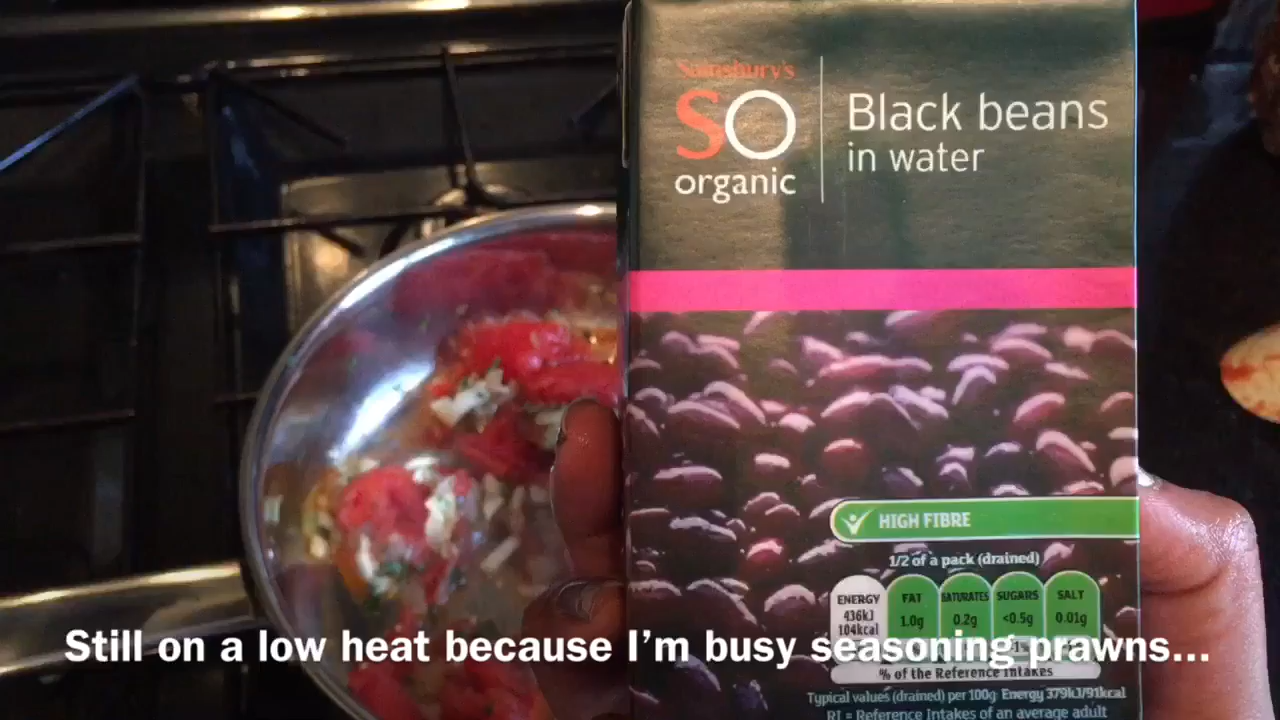 Sainsbury's
SO
organic
Black beans
in water
HIGH FIBRE
1/2 of a pack (drained)
ENERGY
436kJ
104kcal
FAT
1.0g
SATURATES
0.2g
SUGARS
<0.5g
SALT
0.01g
Still on a low heat because I'm busy seasoning prawns...
% of the Reference Intakes
Typical values (drained) per 100g: Energy 379kJ/91kcal
RI = Reference Intakes of an average adult